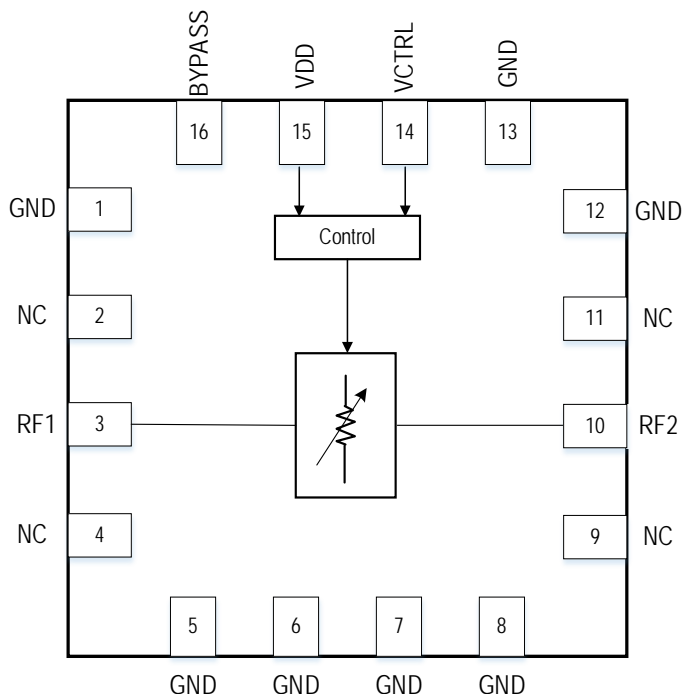 BYPASS
VDD
VCTRL
GND
16
15
14
13
GND
1
12
GND
Control
NC
2
11
NC
RF1
3
10
RF2
NC
4
9
NC
5
6
7
8
GND
GND
GND
GND